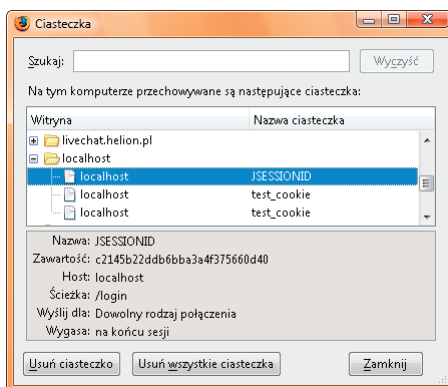 Ciasteczka
Szukaj:
Wyczyść
Na tym komputerze przechowywane są następujące ciasteczka:
Witryna Nazwa ciasteczka
livechat.helion.pl
localhost
localhost JSESSIONID
localhost test_cookie
localhost test_cookie
Nazwa: JSESSIONID
Zawartość: c2145b22ddb6bba3a4f375660d40
Host: localhost
Ścieżka: /login
Wyślij dla: Dowolny rodzaj połączenia
Wygasa: na końcu sesji
Usuń ciasteczko Usuń wszystkie ciasteczka Zamknij